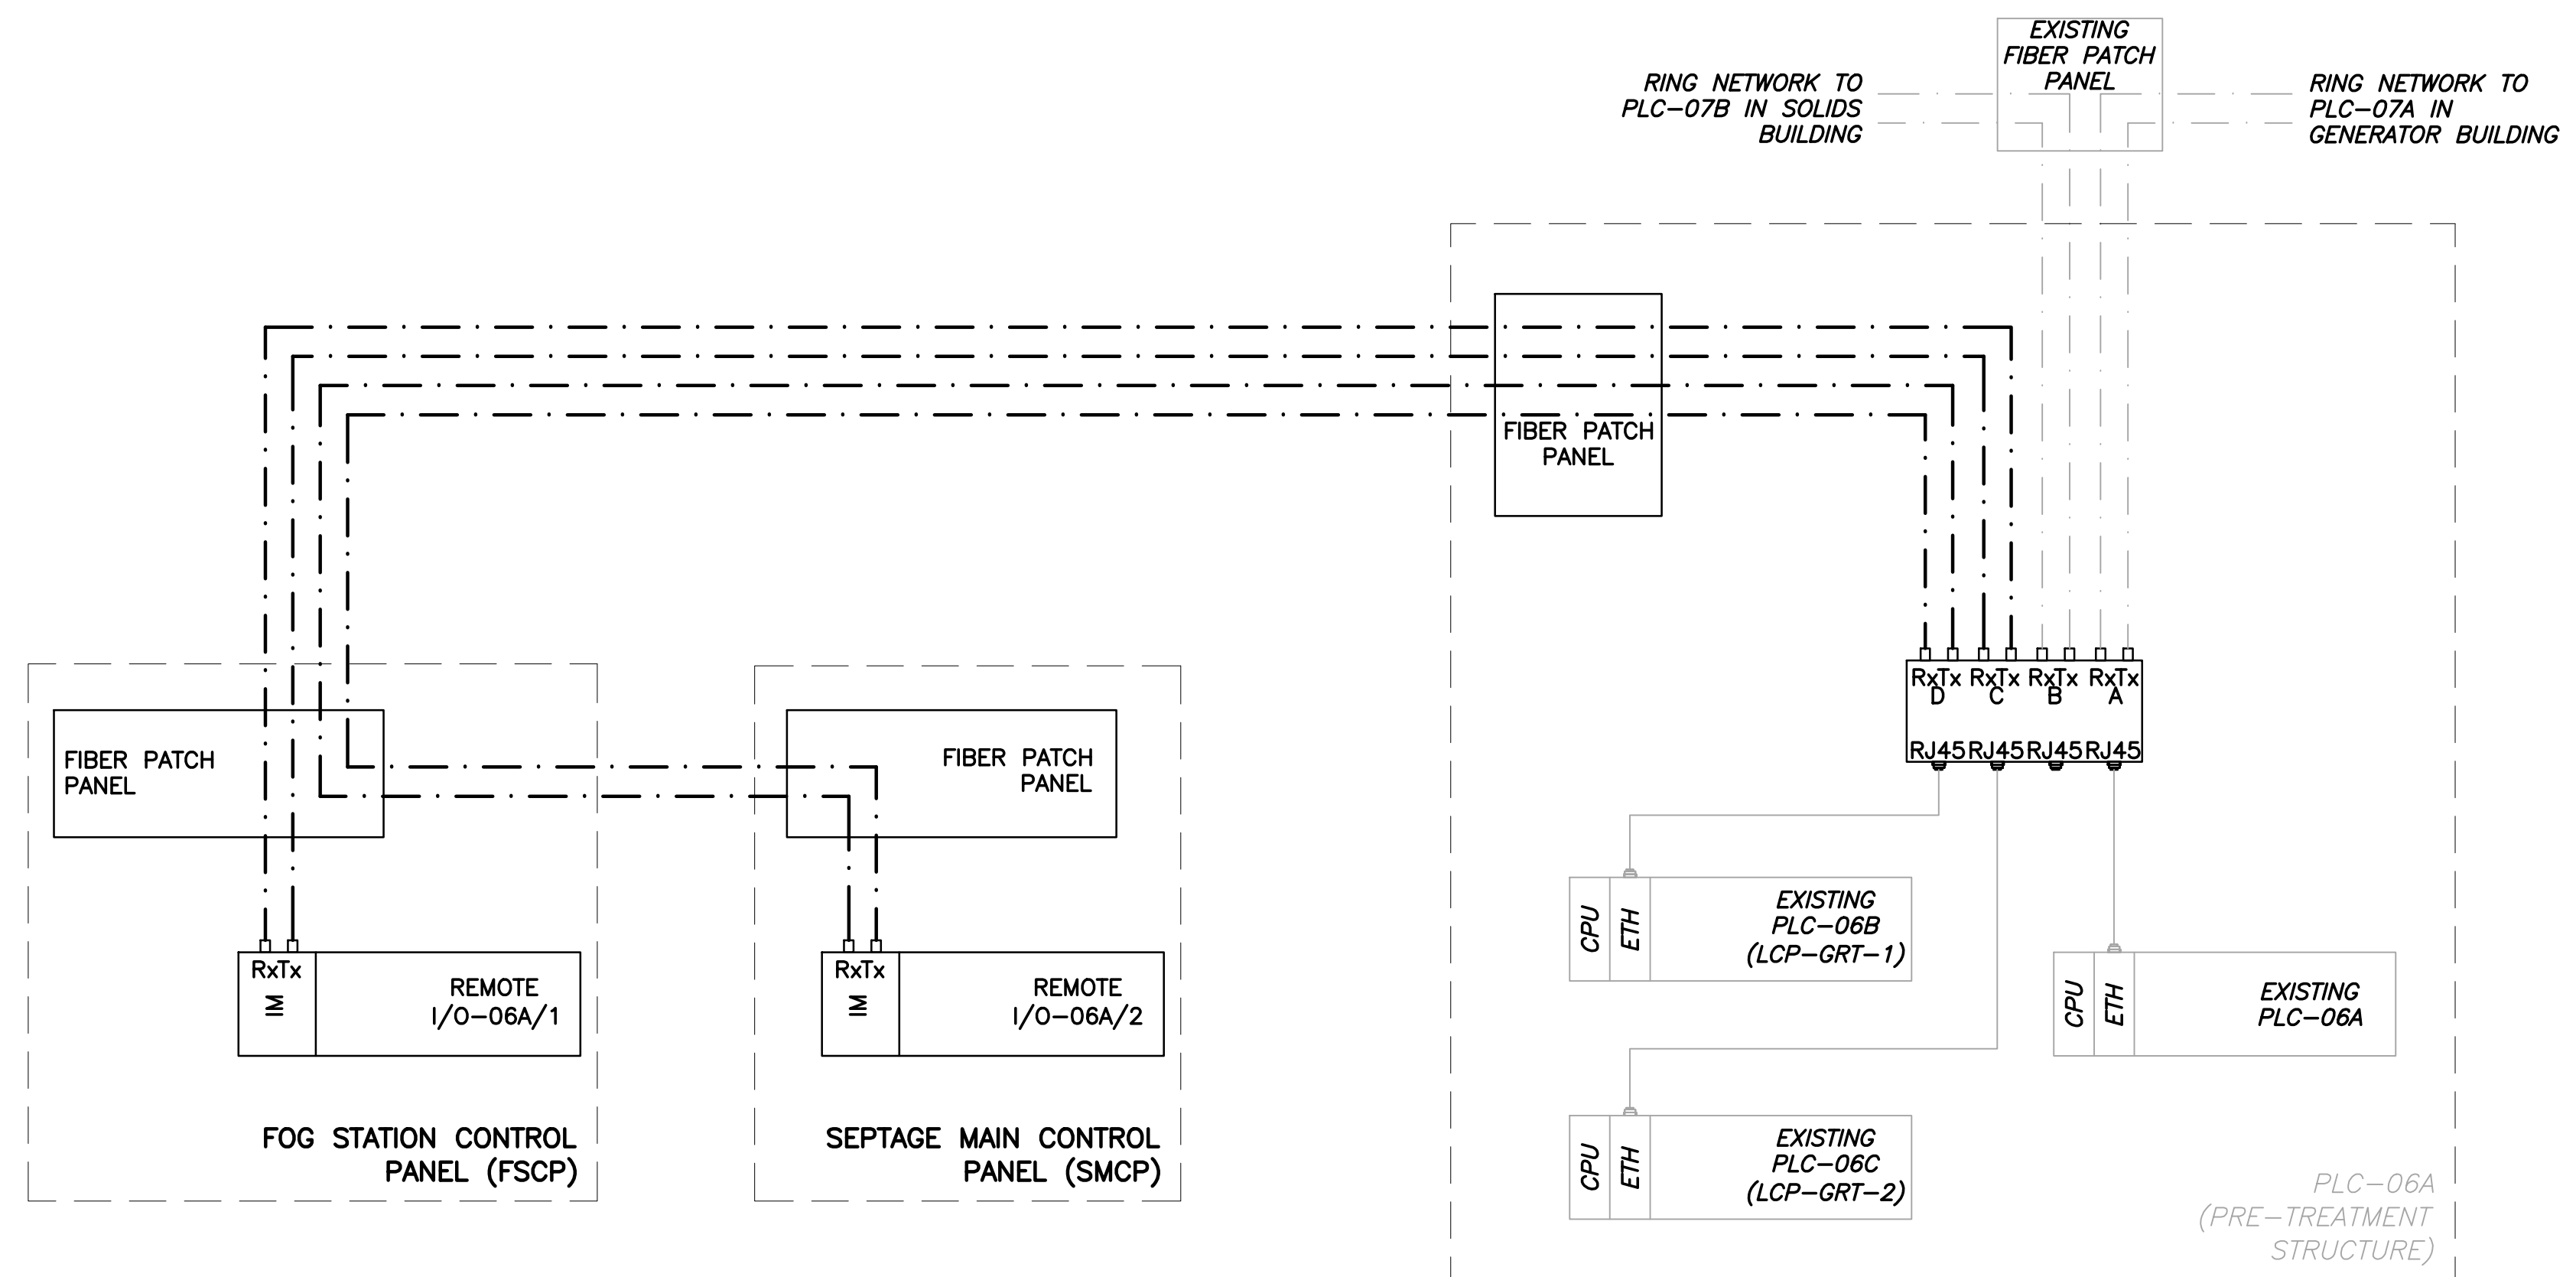 EXISTING
FIBER PATCH
PANEL
RING NETWORK TO
PLC-07B IN SOLIDS
BUILDING
RING NETWORK TO
PLC-07A IN
GENERATOR BUILDING
FIBER PATCH
PANEL
RxTx RxTx RxTx RxTx
D C B A
RJ45 RJ45 RJ45 RJ45
FIBER PATCH
PANEL
FIBER PATCH
PANEL
RxTx
IM
REMOTE
I/O-06A/1
RxTx
IM
REMOTE
I/O-06A/2
CPU
ETH
EXISTING
PLC-06B
(LCP-GRT-1)
CPU
ETH
EXISTING
PLC-06A
CPU
ETH
EXISTING
PLC-06C
(LCP-GRT-2)
FOG STATION CONTROL
PANEL (FSCP)
SEPTAGE MAIN CONTROL
PANEL (SMCP)
PLC-06A
(PRE-TREATMENT
STRUCTURE)